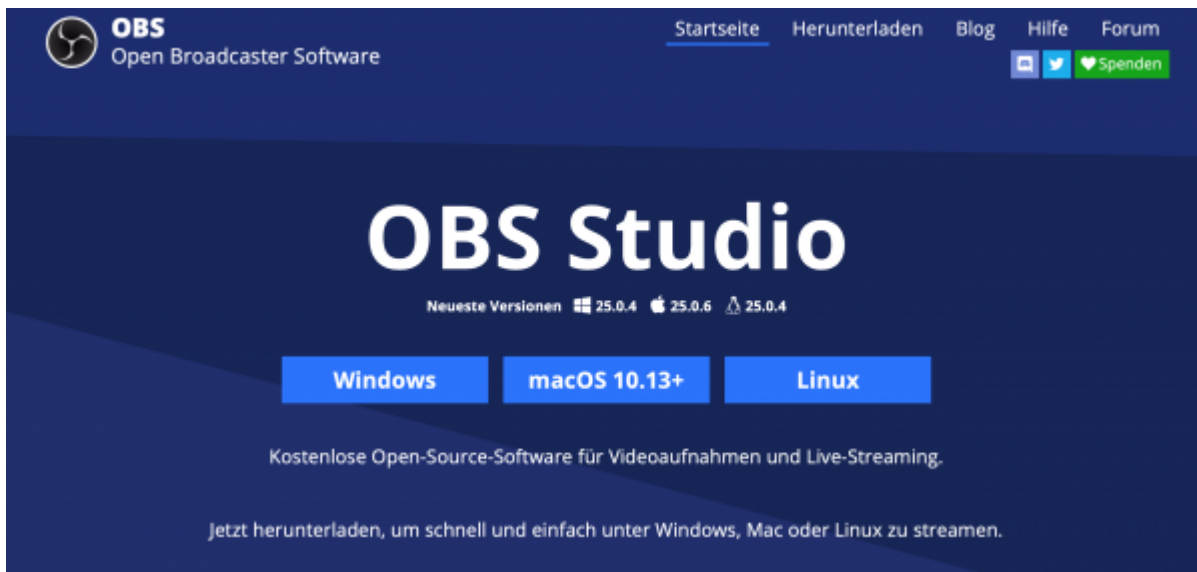 OBS
Open Broadcaster Software
Startseite Herunterladen Blog Hilfe Forum
Spenden
OBS Studio
Neueste Versionen 25.0.4 25.0.6 25.0.4
Windows macOS 10.13+ Linux
Kostenlose Open-Source-Software für Videoaufnahmen und Live-Streaming.
Jetzt herunterladen, um schnell und einfach unter Windows, Mac oder Linux zu streamen.